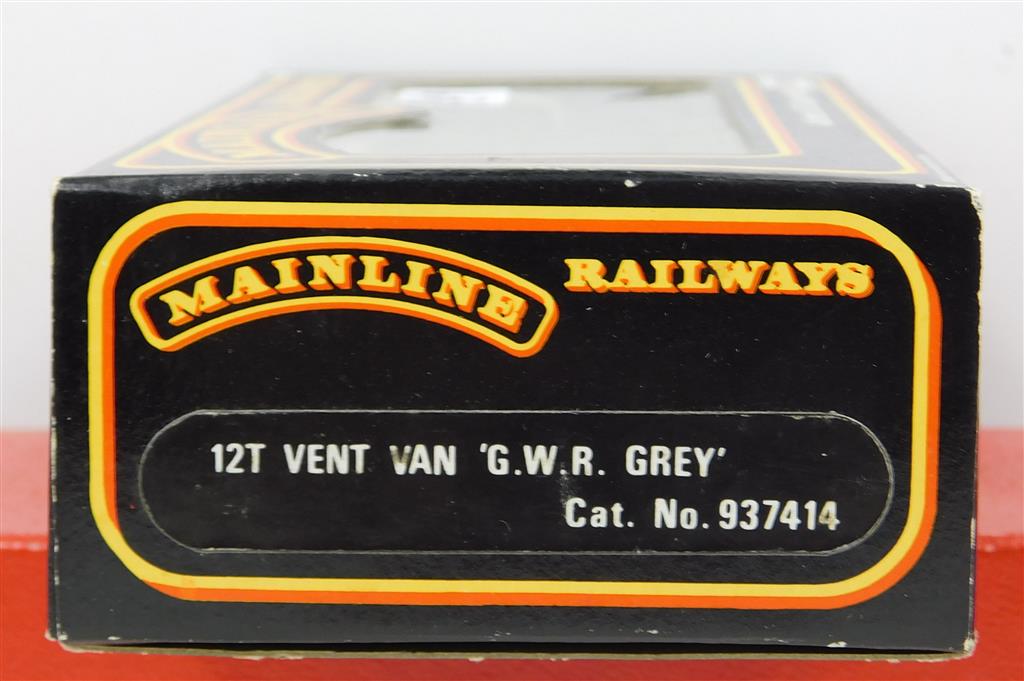 MAINLINE RAILWAYS
12T VENT VAN 'G.W.R. GREY'
Cat. No. 937414